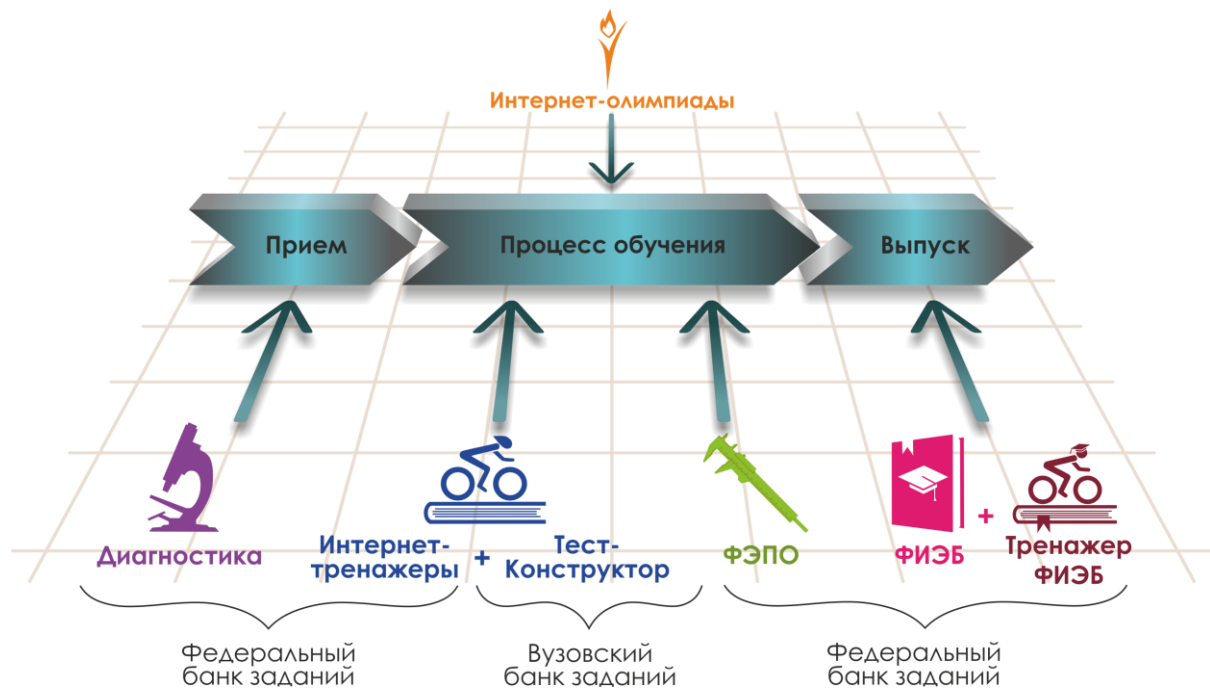 Интернет-олимпиады
Прием
Процесс обучения
Выпуск
Диагностика
Интернет-
тренажеры
+
Тест-
Конструктор
ФЭПО
ФИЭБ
+
Тренажер
ФИЭБ
Федеральный
банк заданий
Вузовский
банк заданий
Федеральный
банк заданий